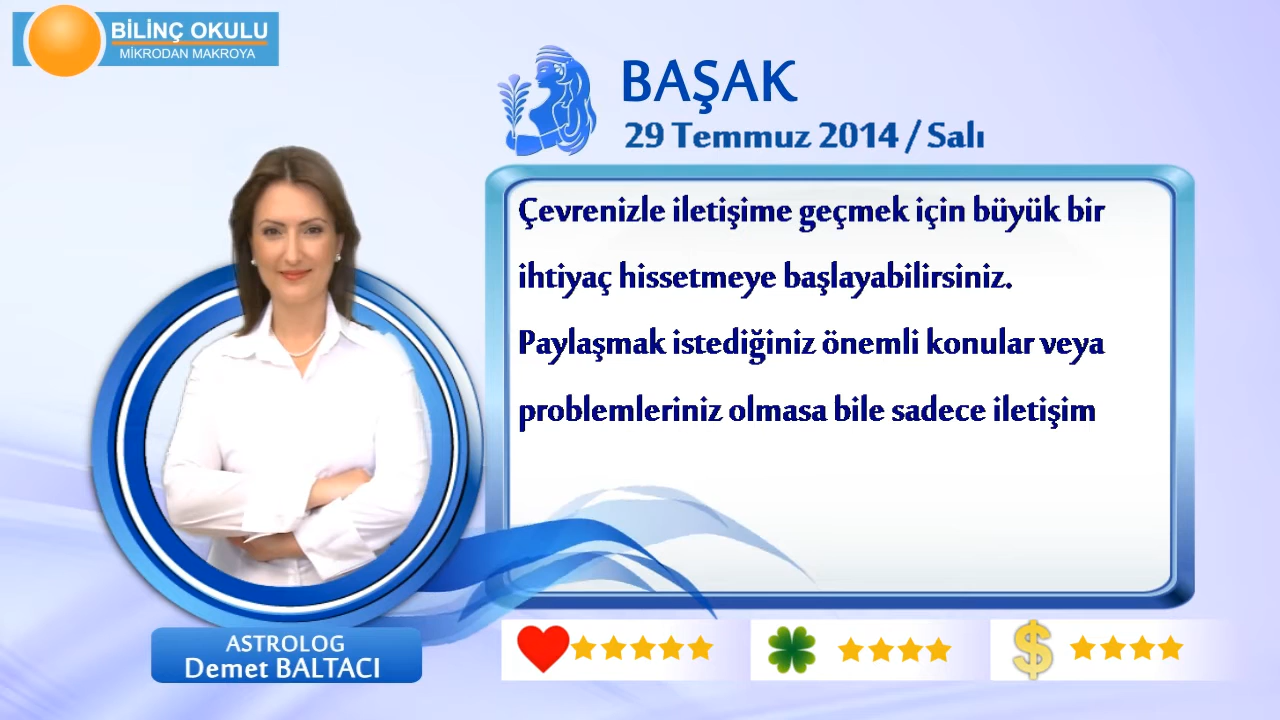 BİLİNÇ OKULU
MİKRODAN MAKROYA
BAŞAK
29 Temmuz 2014 / Salı
Çevrenizle iletişime geçmek için büyük bir
ihtiyaç hissetmeye başlayabilirsiniz.
Paylaşmak istediğiniz önemli konular veya
problemleriniz olmasa bile sadece iletişim
ASTROLOG
Demet BALTACI